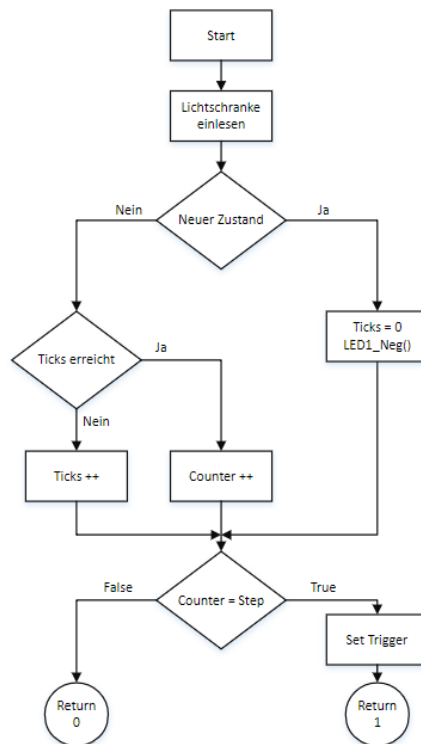 Start
Lichtschranke
einlesen
Neuer Zustand
Nein
Ja
Ticks = 0
LED1_Neg()
Ticks erreicht
Ja
Nein
Ticks ++
Counter ++
Counter = Step
False
True
Set Trigger
Return
0
Return
1